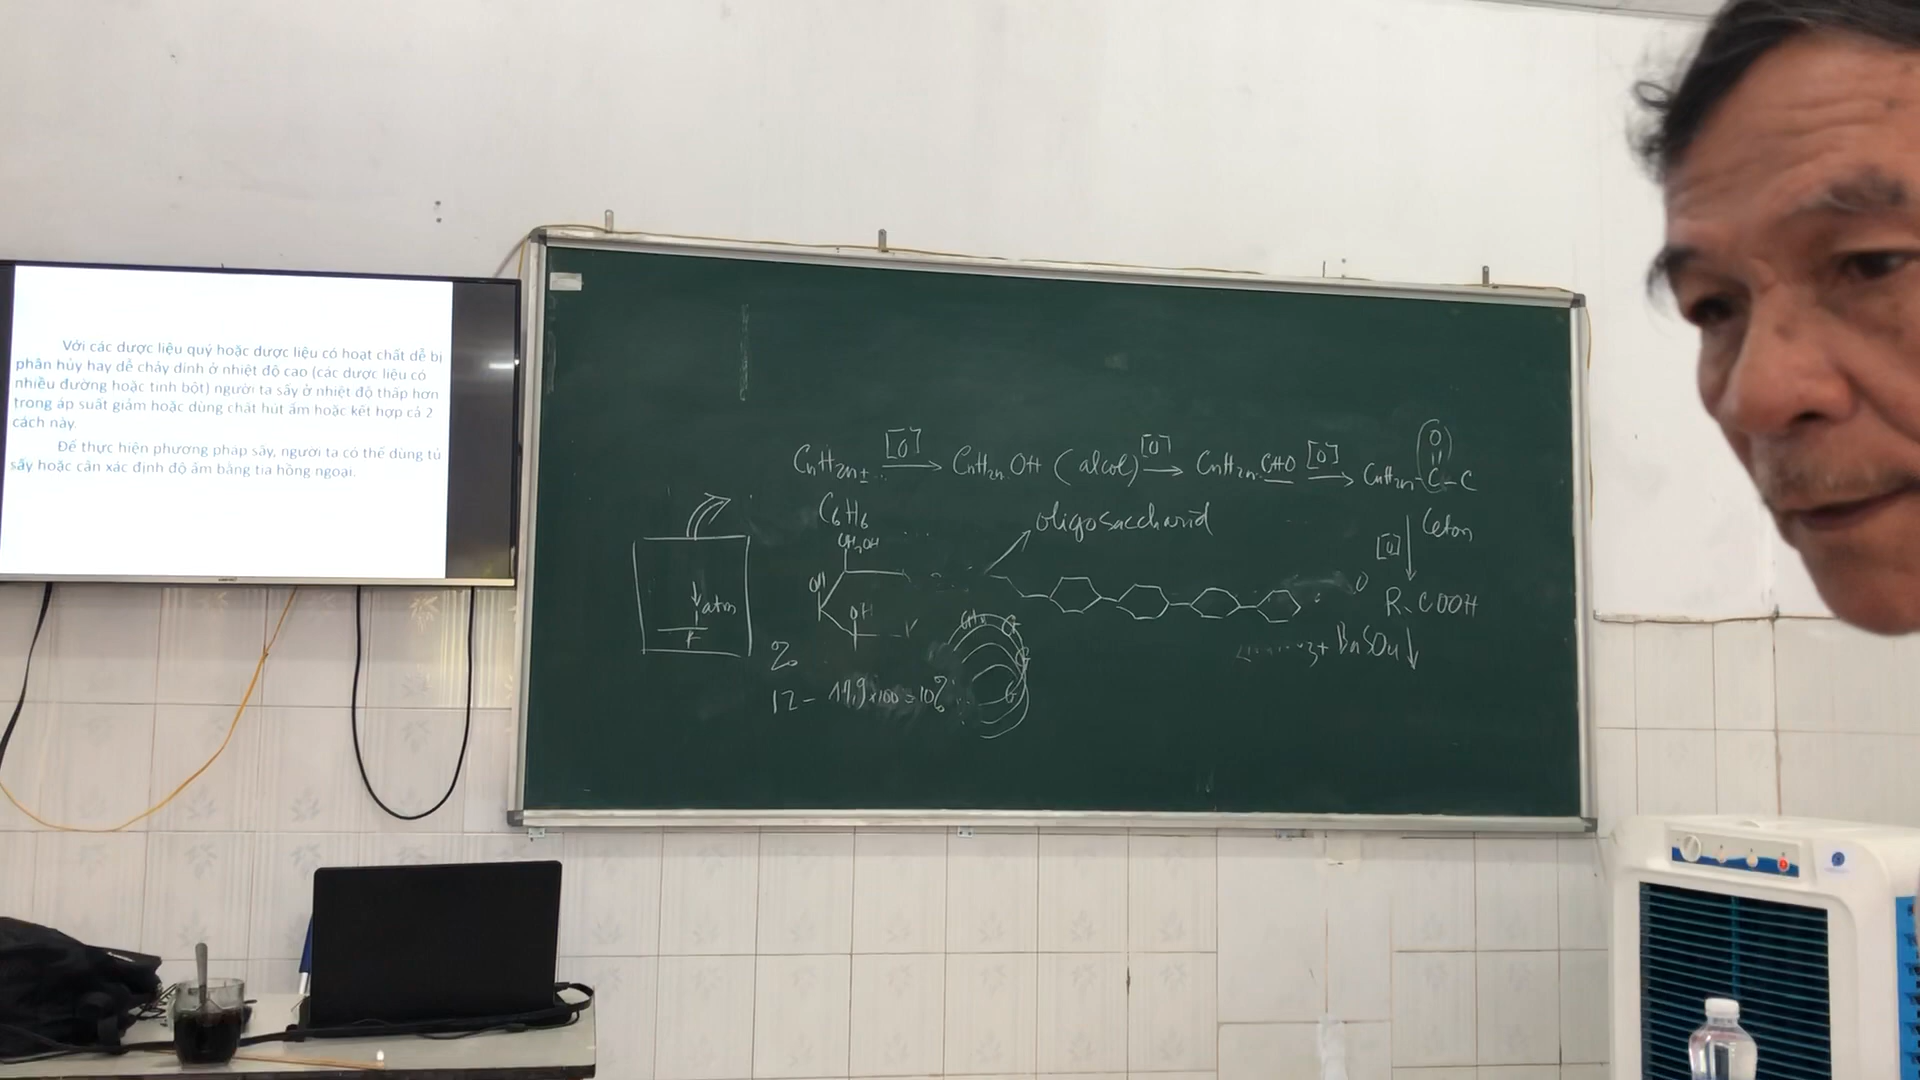 Với các dược liệu quý hoặc dược liệu có hoạt chất dễ bị
phân hủy hay dễ chảy dính ở nhiệt độ cao (các dược liệu có
nhiều đường hoặc tinh bột) người ta sấy ở nhiệt độ thấp hơn
trong áp suất giảm hoặc dùng chất hút ẩm hoặc kết hợp cả 2
cách này.
Để thực hiện phương pháp sấy, người ta có thể dùng tủ
sấy hoặc cân xác định độ ẩm bằng tia hồng ngoại.
CnH2n± [O] → CnH2n OH (alcol) [O] → CnH2n CHO [O] → CnH2n-C-C
O
C6H6
oligosaccharid
Ceton
CH2OH
[O]
OH
atm
OH
R-COOH
BaSO4↓
12 - 11,9 x100 = 10%